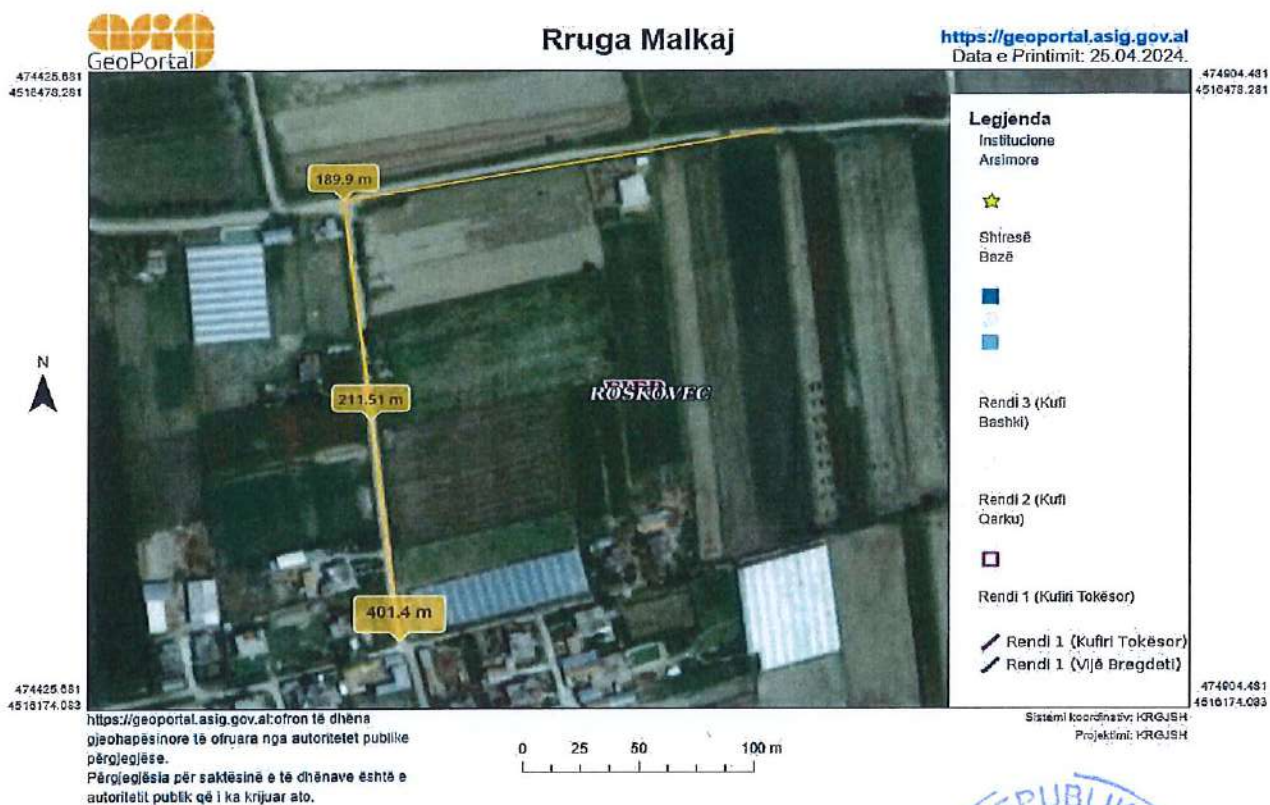 asig
GeoPortal
Rruga Malkaj
https://geoportal.asig.gov.al
Data e Printimit: 25.04.2024.
474425.681
4516478.281
474904.481
4516478.281
189.9 m
211.51 m
401.4 m
ROSKOVEC
N
Legjenda
Institucione
Arsimore
Shtresë
Bazë
Rendi 3 (Kufi
Bashki)
Rendi 2 (Kufi
Qarku)
Rendi 1 (Kufiri Tokësor)
Rendi 1 (Kufiri Tokësor)
Rendi 1 (Vijë Bregdeti)
474425.681
4516174.083
474904.481
4516174.083
https://geoportal.asig.gov.al:ofron të dhëna
gjeohapësinore të ofruara nga autoritetet publike
përgjegjëse.
Përgjegjësia për saktësinë e të dhënave është e
autoritetit publik që i ka krijuar ato.
0 25 50 100 m
Sistemi koordinativ: KRGJSH
Projektimi: KRGJSH